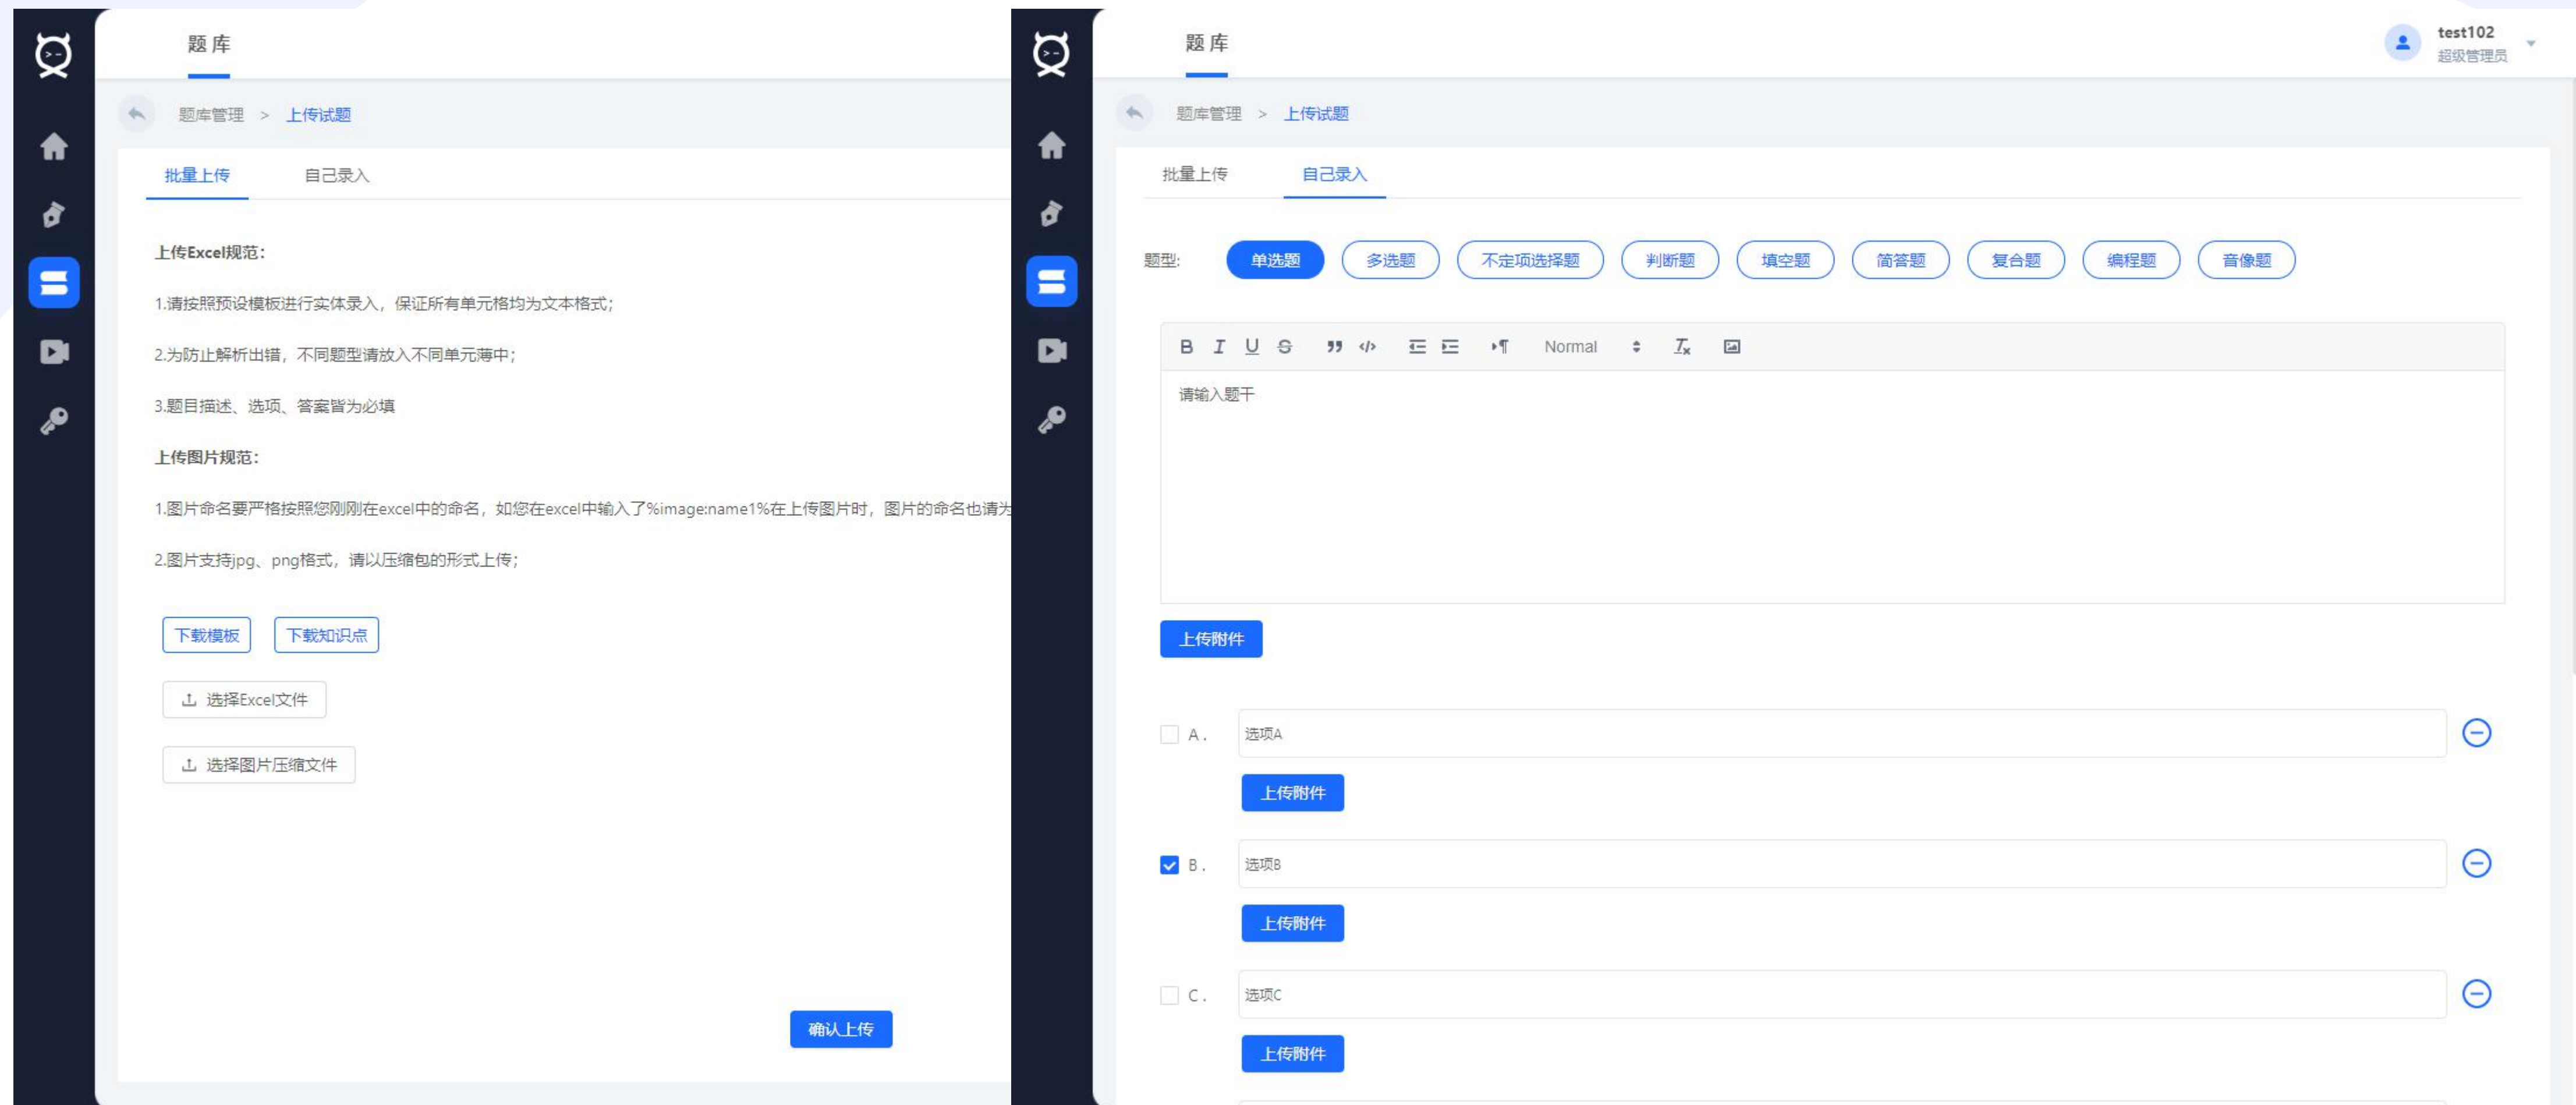 题库
题库管理 > 上传试题
批量上传 自己录入
上传Excel规范：
1.请按照预设模板进行实体录入，保证所有单元格均为文本格式；
2.为防止解析出错，不同题型请放入不同单元薄中；
3.题目描述、选项、答案皆为必填
上传图片规范：
1.图片命名要严格按照您刚刚在excel中的命名，如您在excel中输入了%image:name1%在上传图片时，图片的命名也请为
2.图片支持jpg、png格式，请以压缩包的形式上传；
下载模板 下载知识点
选择Excel文件
选择图片压缩文件
确认上传
题库
test102
超级管理员
题库管理 > 上传试题
批量上传 自己录入
题型: 单选题 多选题 不定项选择题 判断题 填空题 简答题 复合题 编程题 音像题
B I U S Normal
请输入题干
上传附件
A. 选项A
上传附件
B. 选项B
上传附件
C. 选项C
上传附件